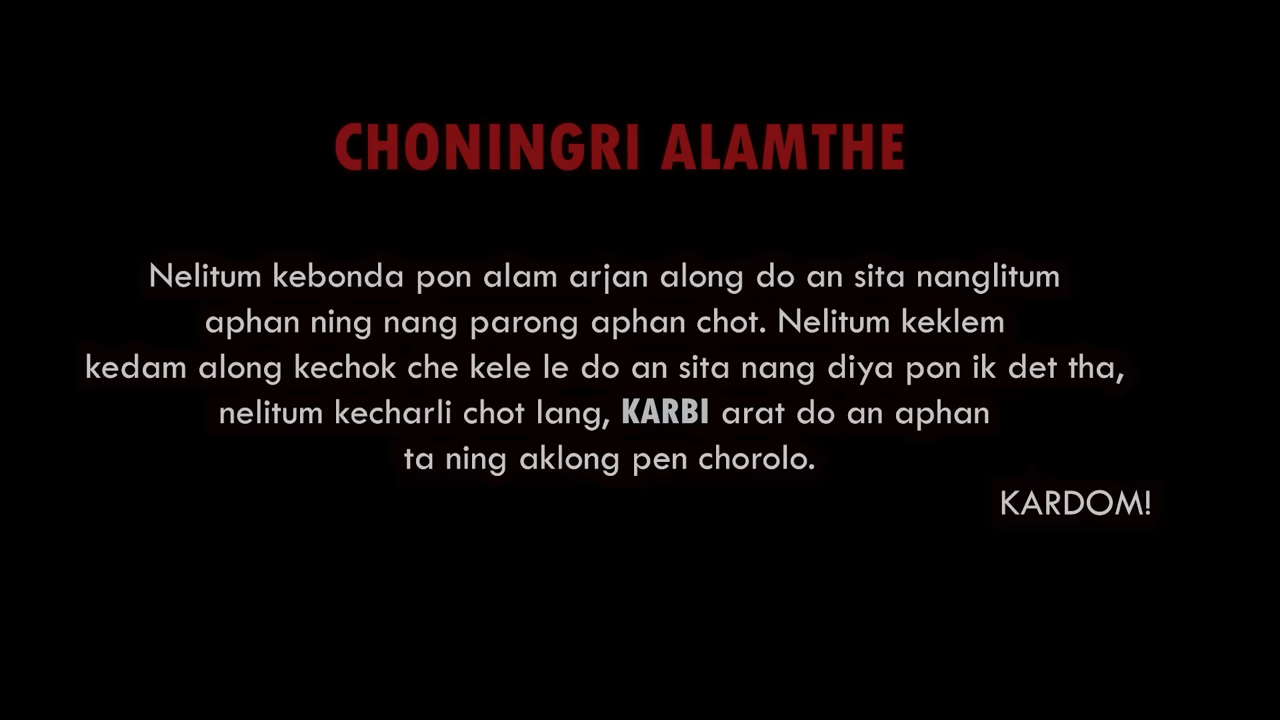 CHONINGRI ALAMTHE
Nelitum kebonda pon alam arjan along do an sita nanglitum
aphan ning nang parong aphan chot. Nelitum keklem
kedam along kechok che kele le do an sita nang diya pon ik det tha,
nelitum kecharli chot lang, KARBI arat do an aphan
ta ning aklong pen chorolo.
KARDOM!